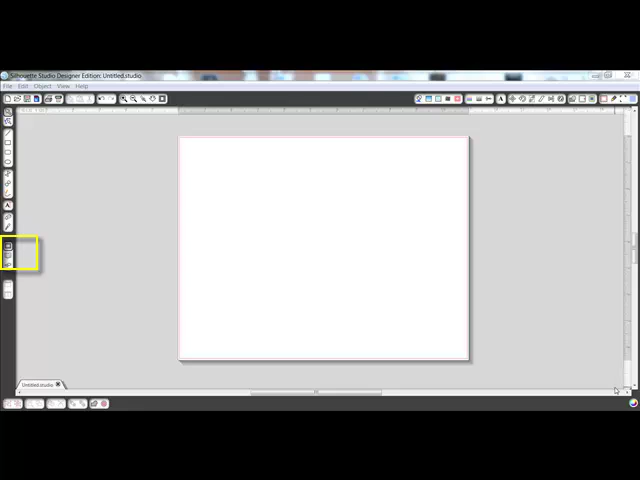 Silhouette Studio Designer Edition: Untitled.studio
File Edit Object View Help
Untitled.studio